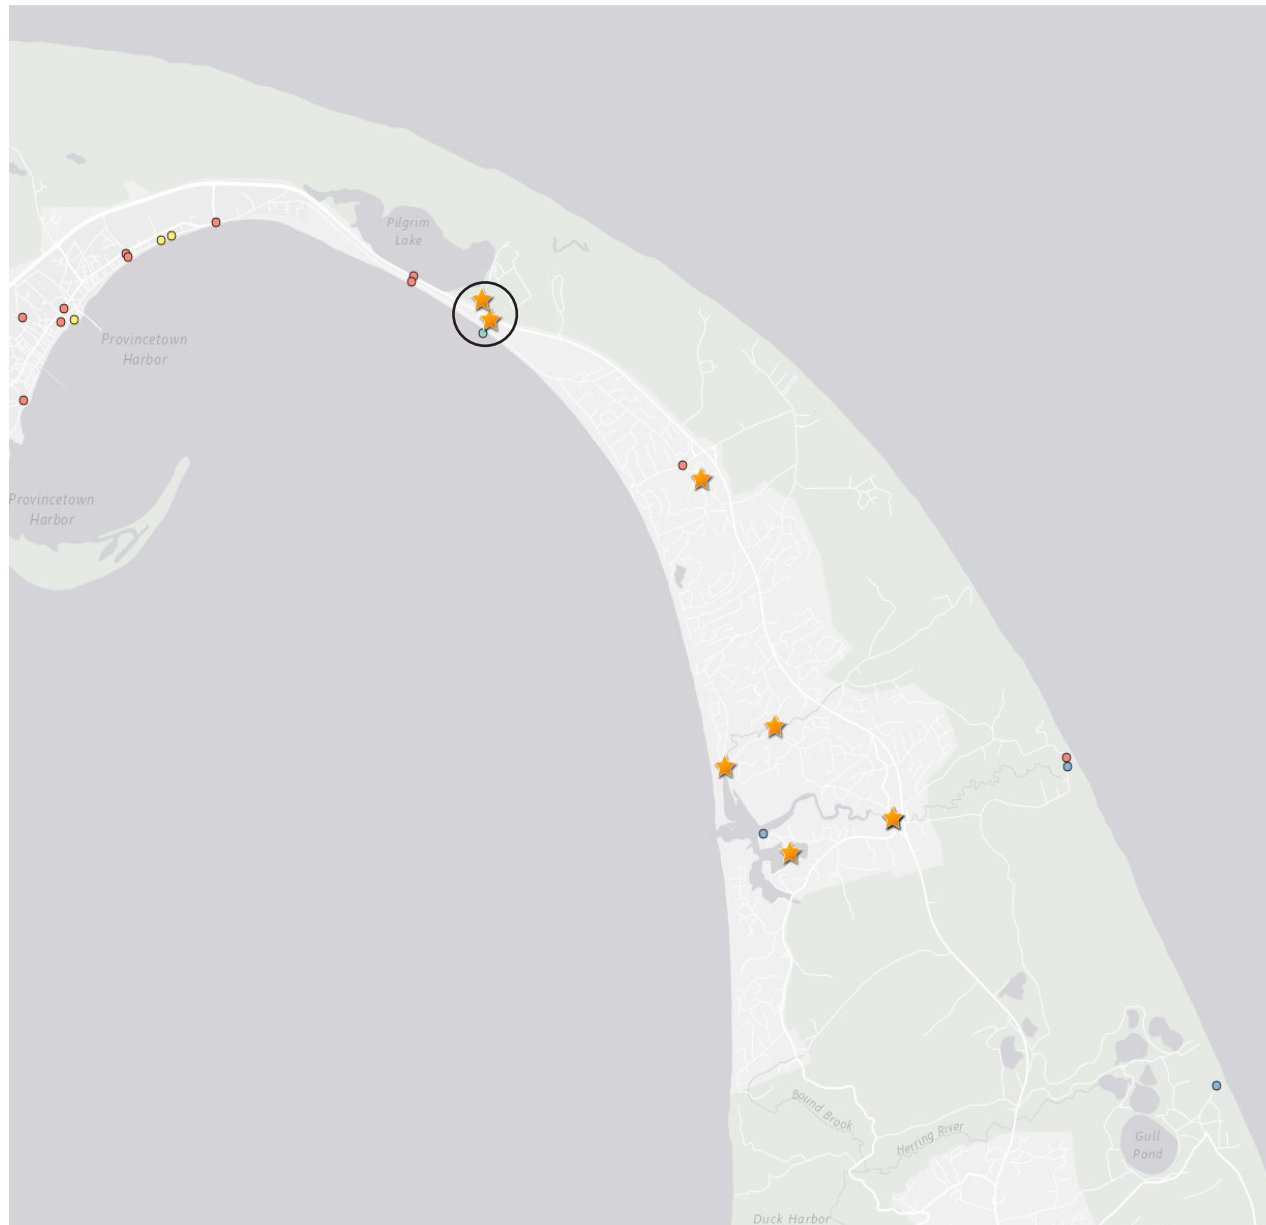 Pilgrim
Lake
Provincetown
Harbor
Provincetown
Harbor
Bound Brook
Herring River
Gull
Pond
Duck Harbor